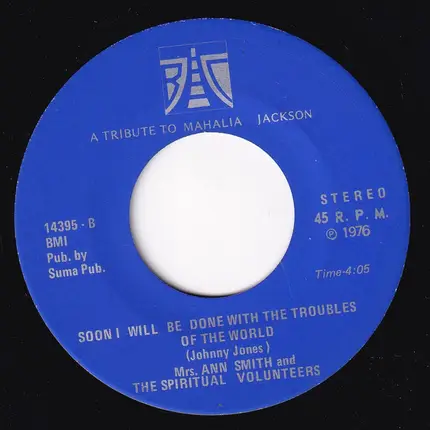 A TRIBUTE TO MAHALIA JACKSON
14395-B
BMI
Pub. by
Suma Pub.
STEREO
45 R.P.M.
℗ 1976
Time-4:05
SOON I WILL BE DONE WITH THE TROUBLES
OF THE WORLD
(Johnny Jones)
Mrs. ANN SMITH and
THE SPIRITUAL VOLUNTEERS